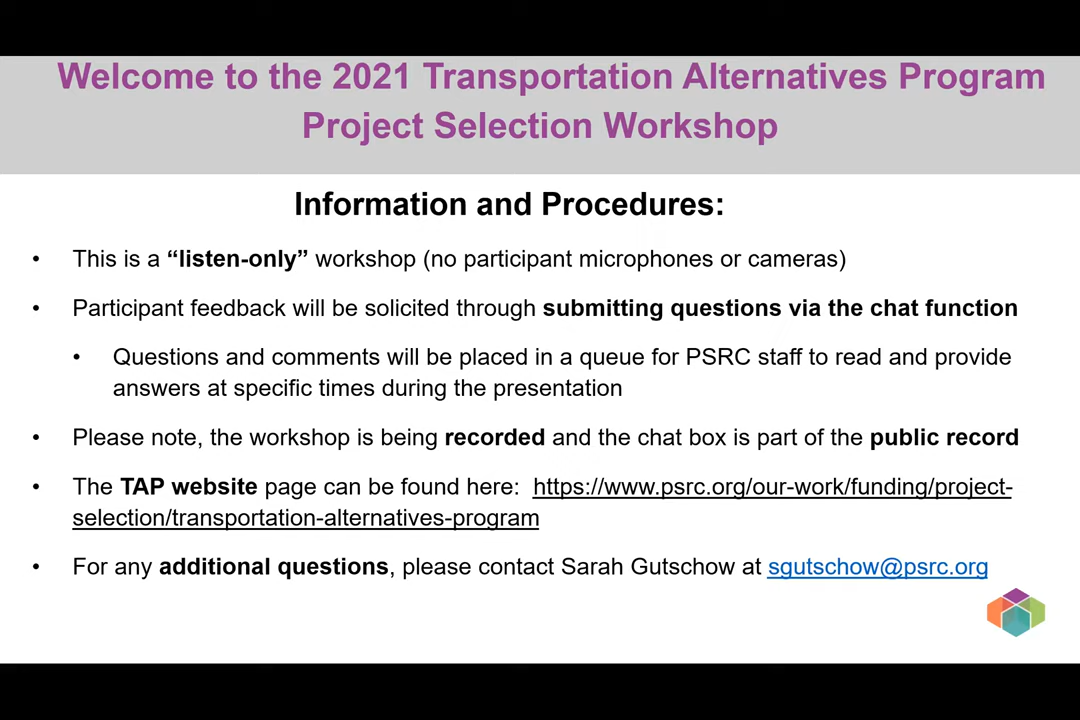 Welcome to the 2021 Transportation Alternatives Program
Project Selection Workshop
Information and Procedures:
• This is a “listen-only” workshop (no participant microphones or cameras)
• Participant feedback will be solicited through submitting questions via the chat function
• Questions and comments will be placed in a queue for PSRC staff to read and provide
answers at specific times during the presentation
• Please note, the workshop is being recorded and the chat box is part of the public record
• The TAP website page can be found here: https://www.psrc.org/our-work/funding/project-
selection/transportation-alternatives-program
• For any additional questions, please contact Sarah Gutschow at sgutschow@psrc.org